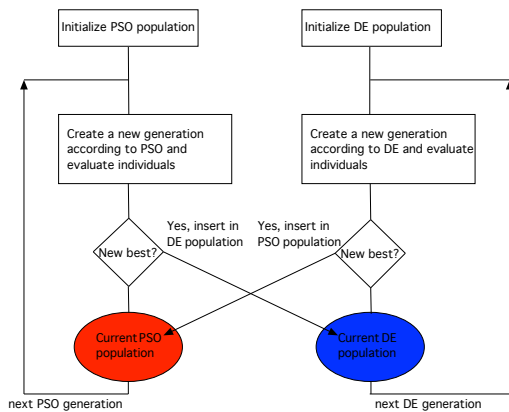 Initialize PSO population
Initialize DE population
Create a new generation
according to PSO and
evaluate individuals
Create a new generation
according to DE and evaluate
individuals
Yes, insert in
DE population
Yes, insert in
PSO population
New best?
New best?
Current PSO
population
Current DE
population
next PSO generation
next DE generation